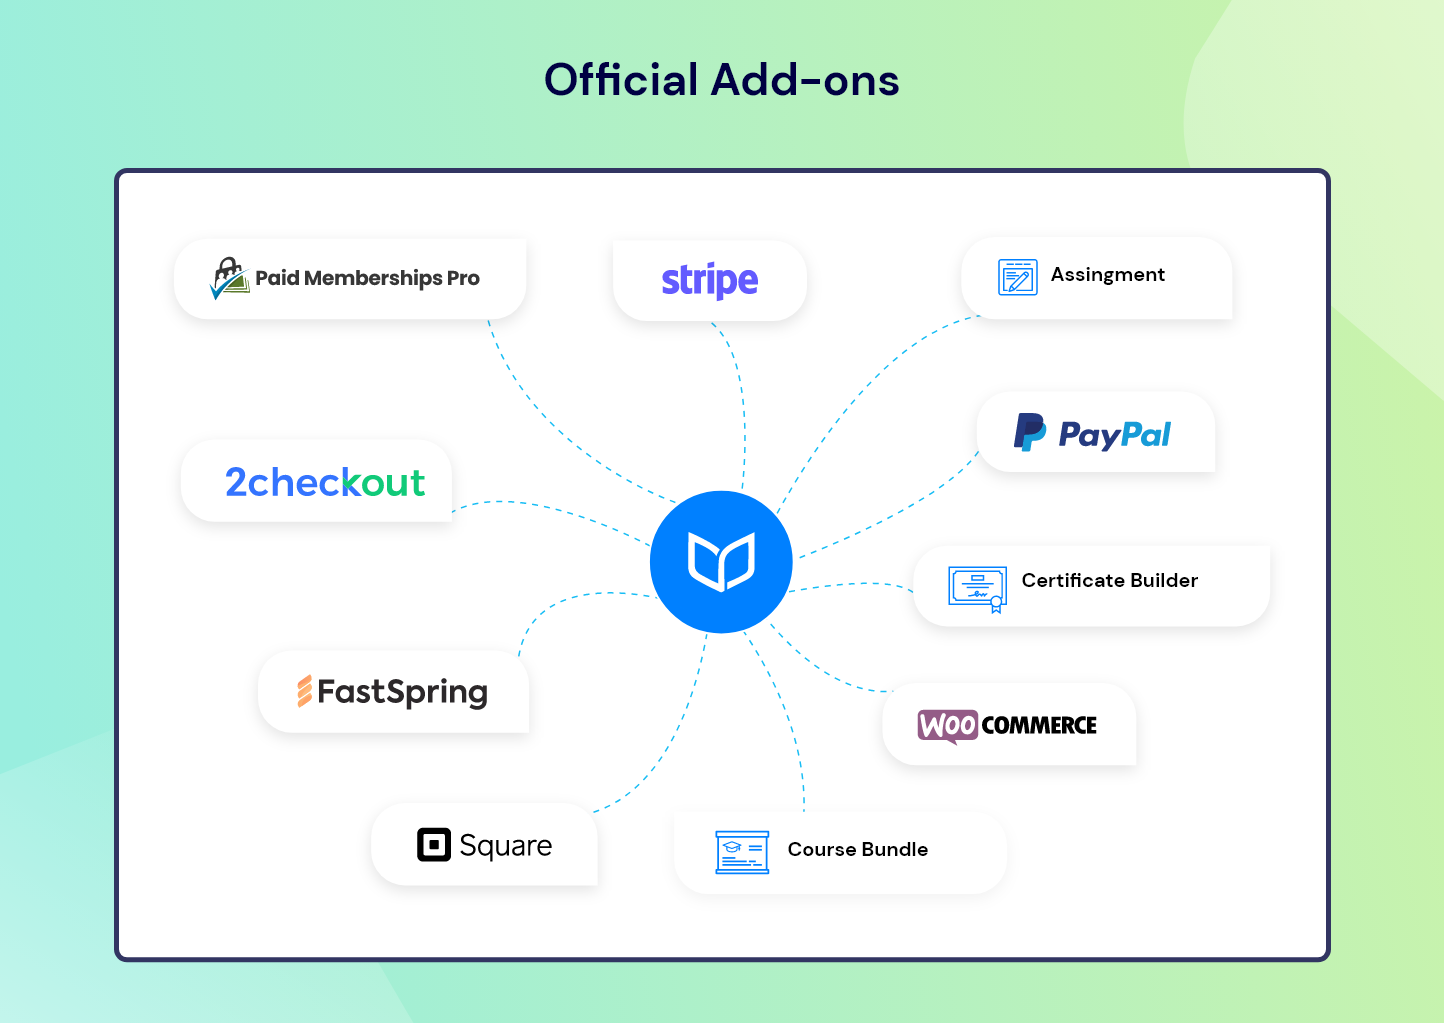 Official Add-ons
Paid Memberships Pro
stripe
Assingment
PayPal
2checkout
Certificate Builder
FastSpring
WOO COMMERCE
Square
Course Bundle